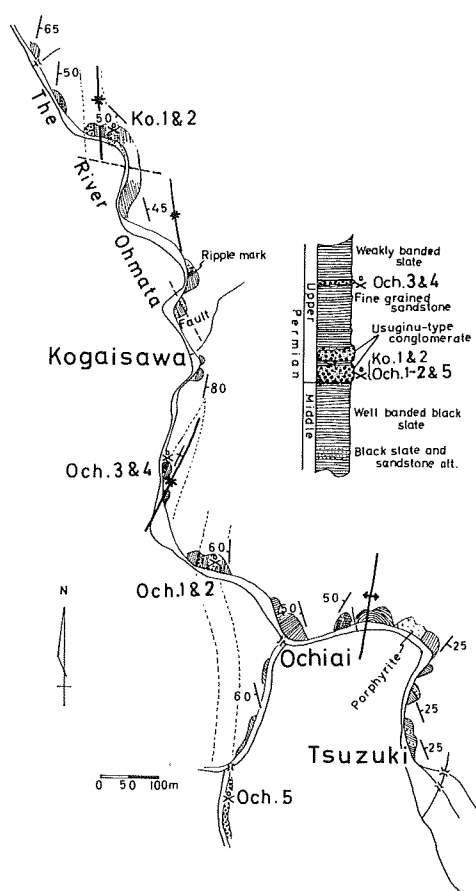 65
50
The
River
Ohmata
50
Ko. 1 & 2
45
Ripple mark
Fault
Kogaisawa
80
Och. 3 & 4
60
Och. 1 & 2
50
50
Ochiai
Porphyrite
25
25
25
Tsuzuki
60
Och. 5
N
0 50 100m
Permian
Upper
Middle
Weakly banded
slate
Och. 3 & 4
Fine grained
sandstone
Usuginu-type
conglomerate
Ko. 1 & 2
Och. 1-2 & 5
Well banded black
slate
Black slate and
sandstone alt.